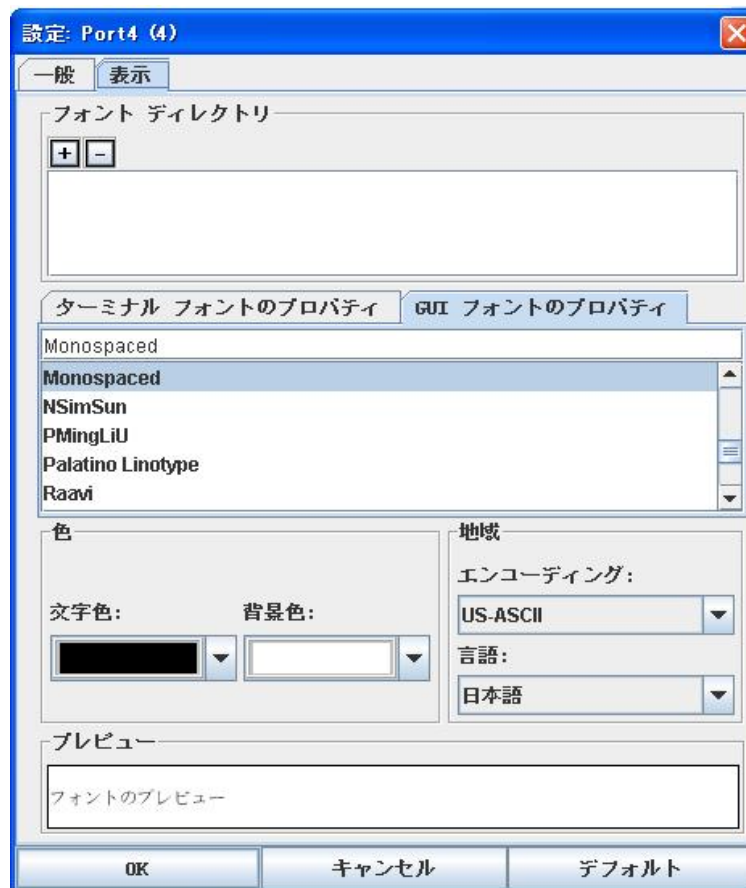 設定: Port4 (4)
一般 表示
フォント ディレクトリ
+ -
ターミナル フォントのプロパティ GUI フォントのプロパティ
Monospaced
Monospaced
NSimSun
PMingLiU
Palatino Linotype
Raavi
色
文字色: 背景色:
地域
エンコーディング:
US-ASCII
言語:
日本語
プレビュー
フォントのプレビュー
OK キャンセル デフォルト